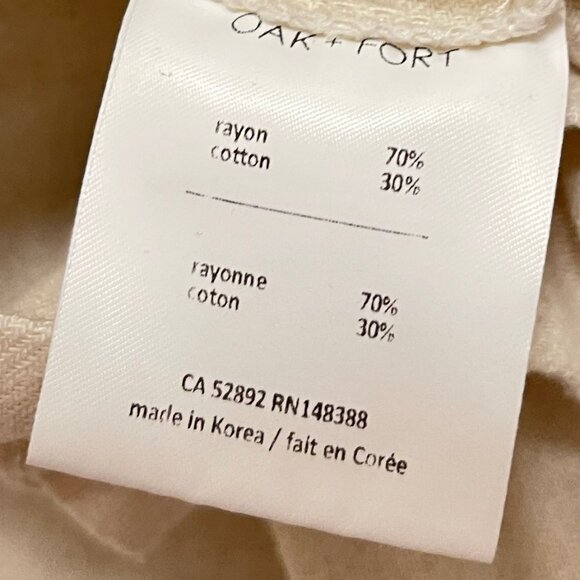 OAK + FORT
rayon 70%
cotton 30%
rayonne 70%
coton 30%
CA 52892 RN148388
made in Korea / fait en Corée